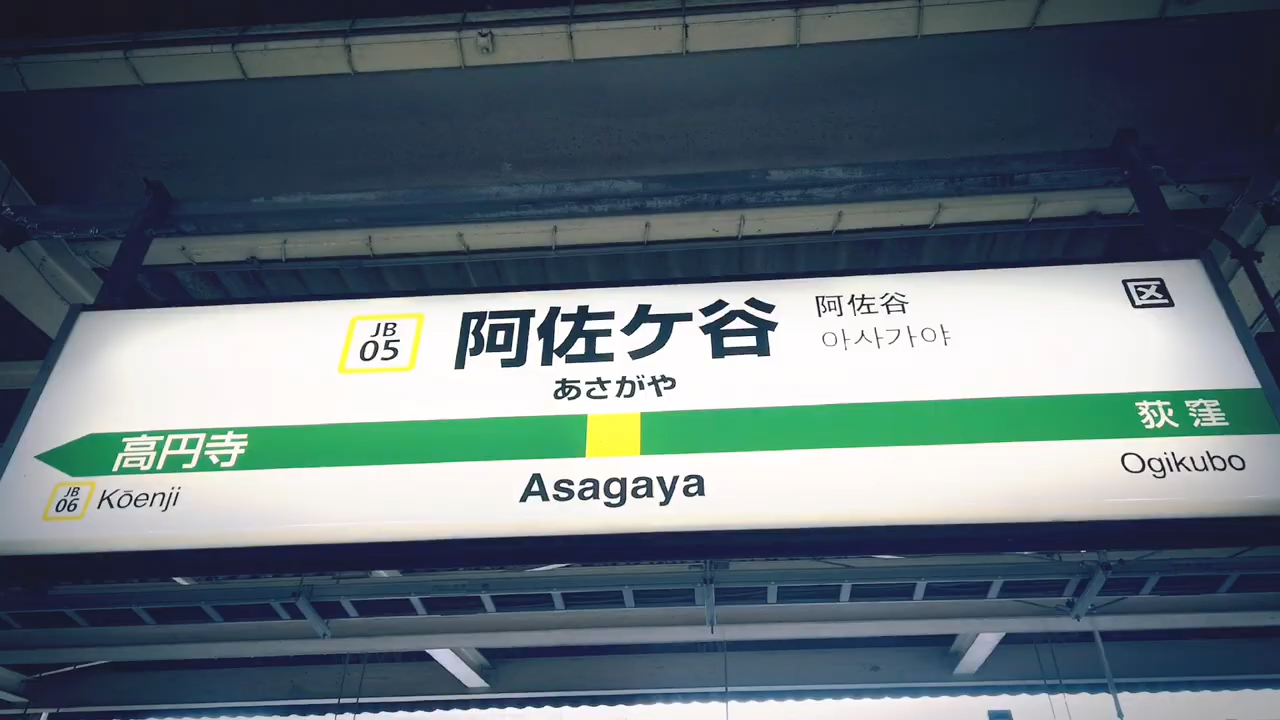 JB
05
阿佐ケ谷
阿佐谷
아사가야
区
あさがや
高円寺
荻窪
JB
06
Kōenji
Asagaya
Ogikubo